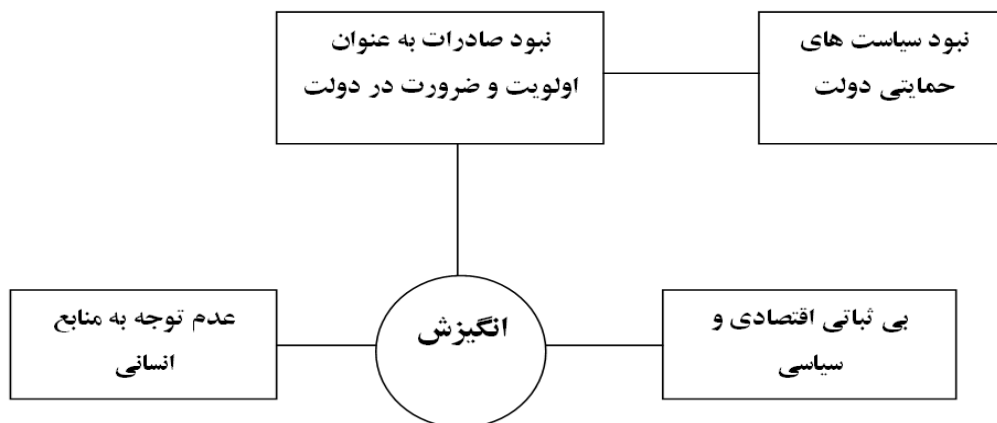 نبود سیاست های
حمایتی دولت
نبود صادرات به عنوان
اولویت و ضرورت در دولت
بی ثباتی اقتصادی و
سیاسی
انگیزش
عدم توجه به منابع
انسانی